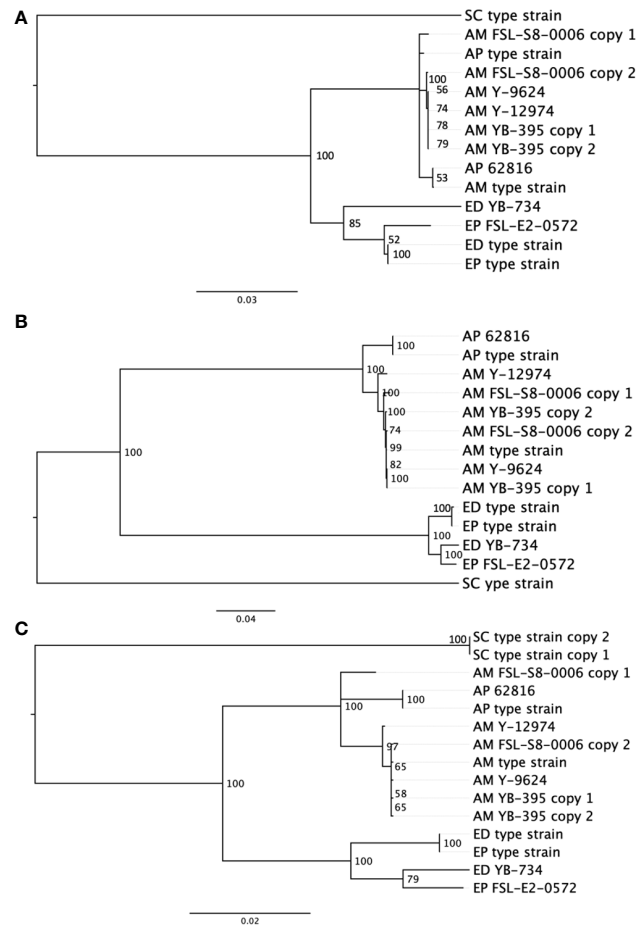 A
SC type strain
AM FSL-S8-0006 copy 1
AP type strain
AM FSL-S8-0006 copy 2
100
AM Y-9624
56
AM Y-12974
74
AM YB-395 copy 1
78
AM YB-395 copy 2
79
100
AP 62816
53
AM type strain
ED YB-734
85
EP FSL-E2-0572
52
ED type strain
100
EP type strain
0.03
B
AP 62816
100
AP type strain
100
AM Y-12974
100
AM FSL-S8-0006 copy 1
100
AM YB-395 copy 2
74
AM FSL-S8-0006 copy 2
99
AM type strain
82
AM Y-9624
100
AM YB-395 copy 1
100
100
ED type strain
EP type strain
100
ED YB-734
100
EP FSL-E2-0572
SC ype strain
0.04
C
100
SC type strain copy 2
SC type strain copy 1
AM FSL-S8-0006 copy 1
AP 62816
100
100
AP type strain
AM Y-12974
97
AM FSL-S8-0006 copy 2
65
AM type strain
AM Y-9624
58
AM YB-395 copy 1
65
AM YB-395 copy 2
100
ED type strain
100
EP type strain
100
ED YB-734
79
EP FSL-E2-0572
0.02